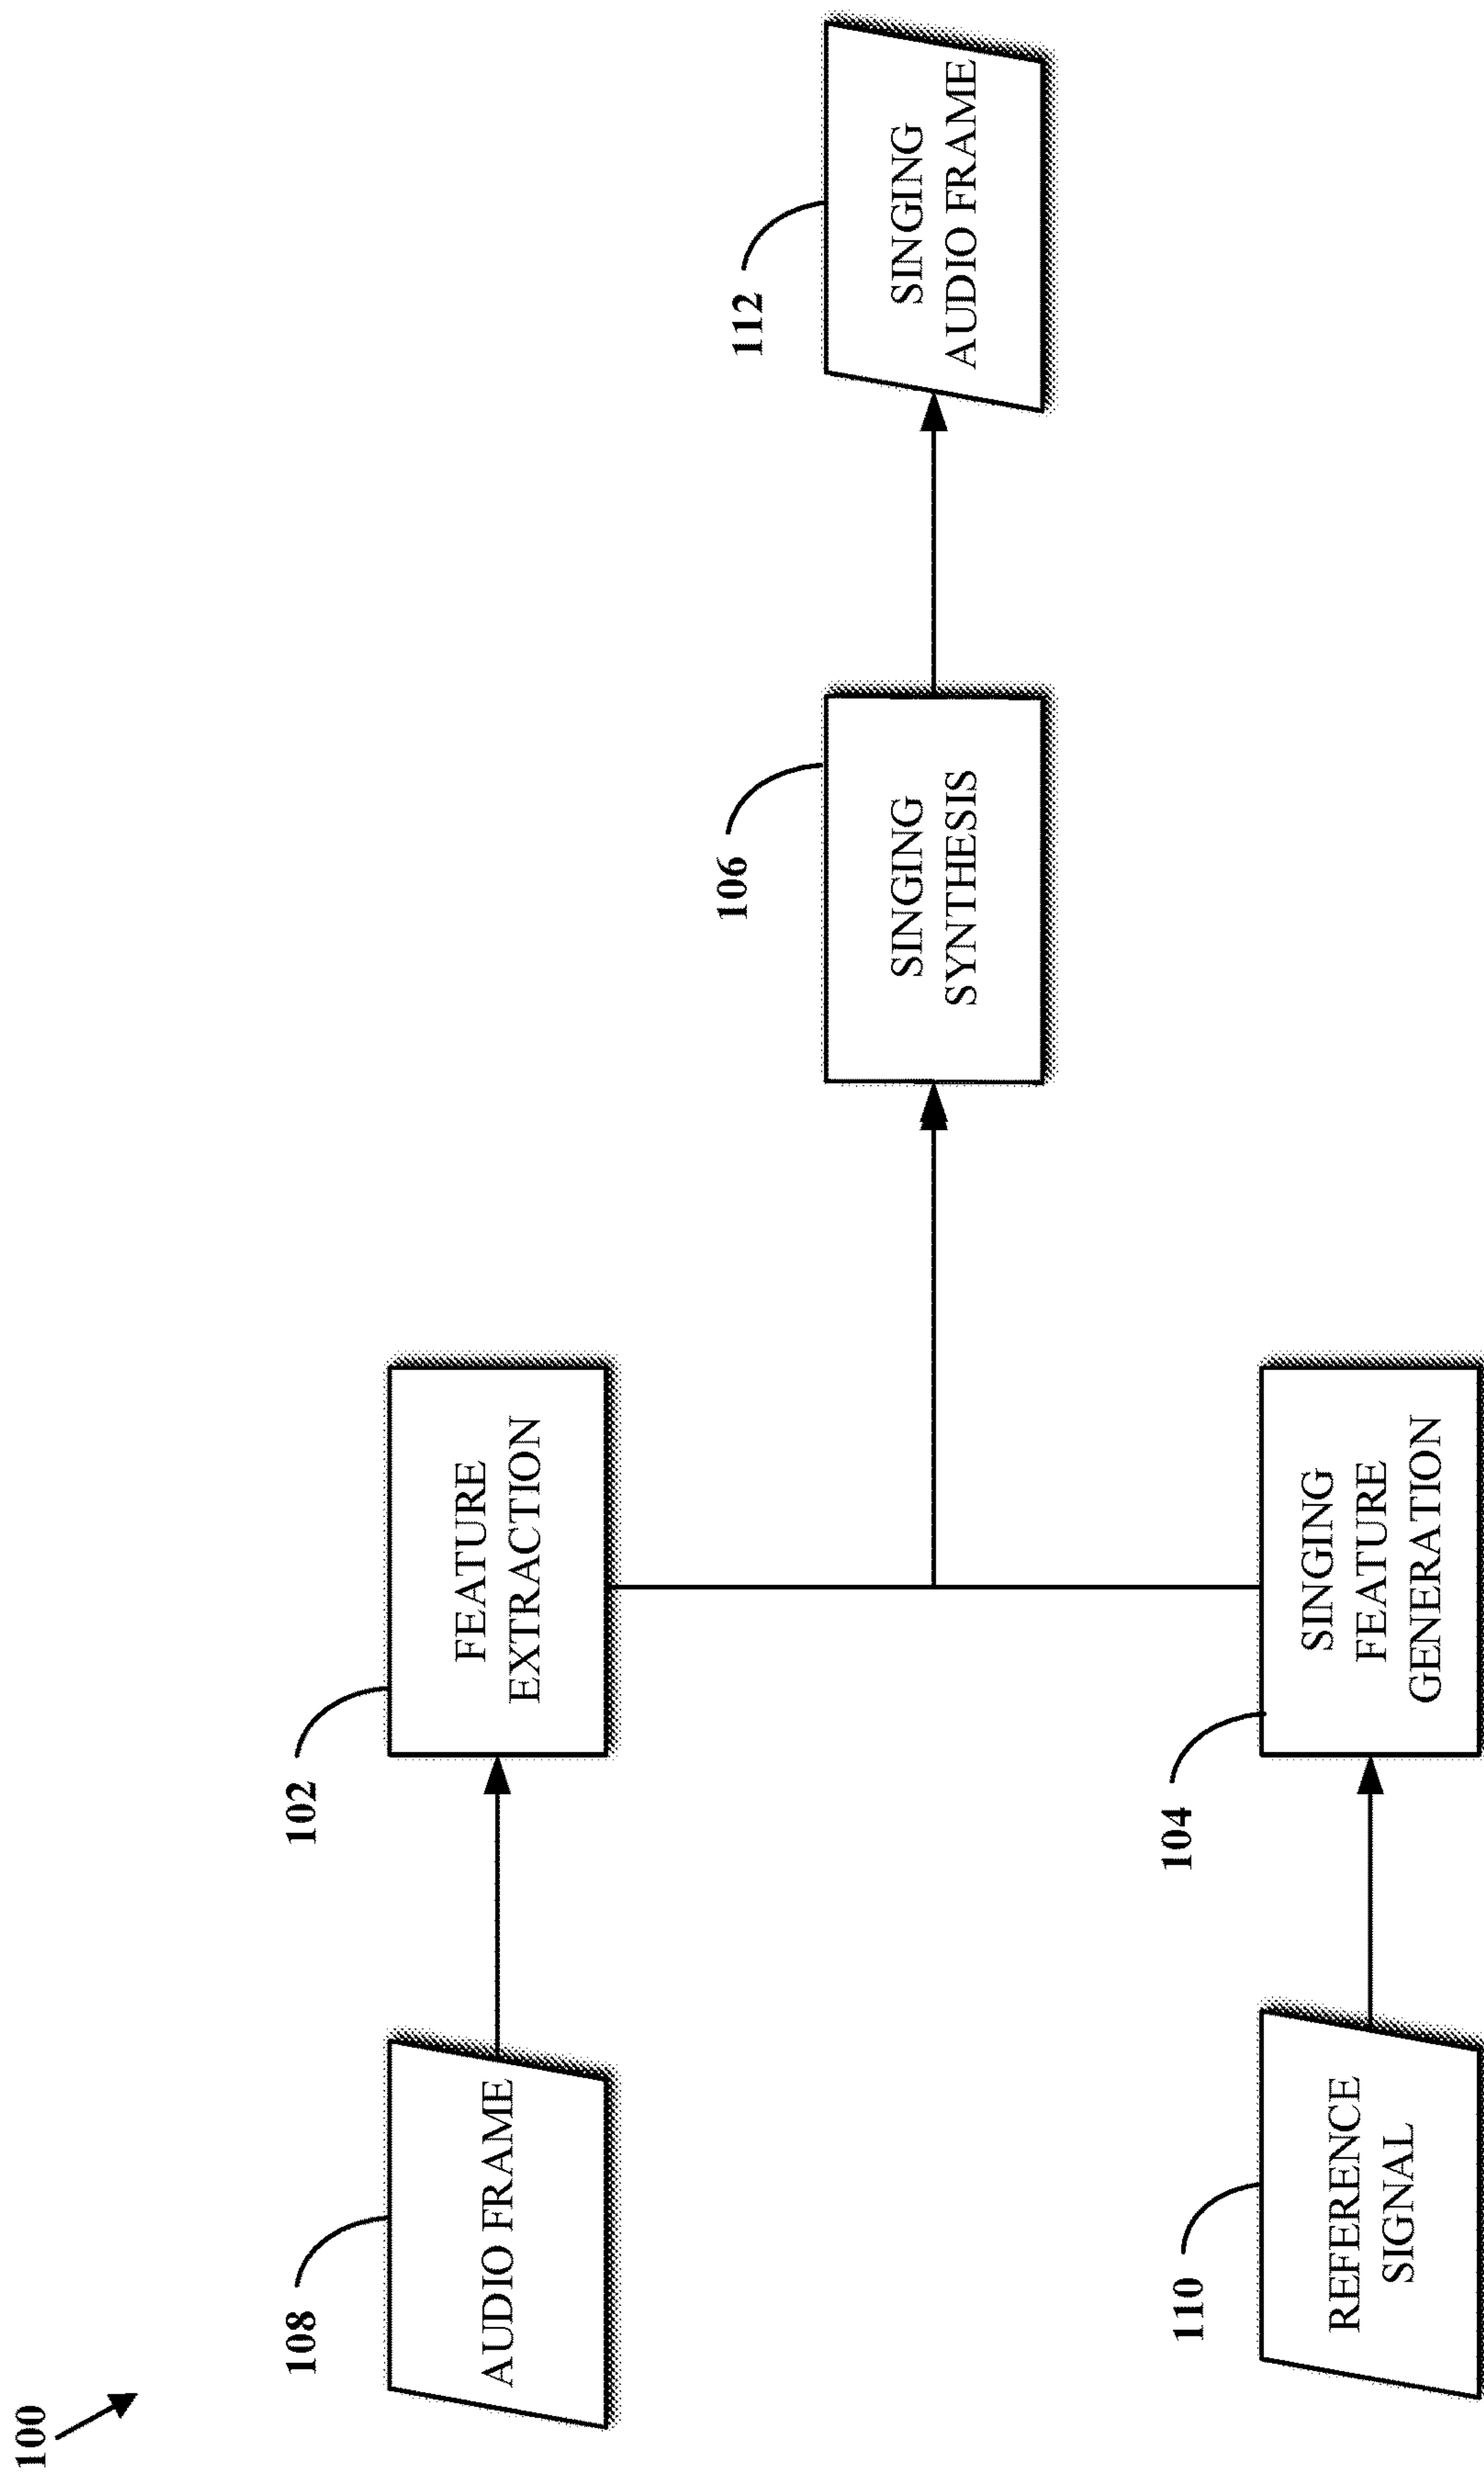 100
108
AUDIO FRAME
102
FEATURE
EXTRACTION
106
SINGING
SYNTHESIS
112
SINGING
AUDIO FRAME
110
REFERENCE
SIGNAL
104
SINGING
FEATURE
GENERATION